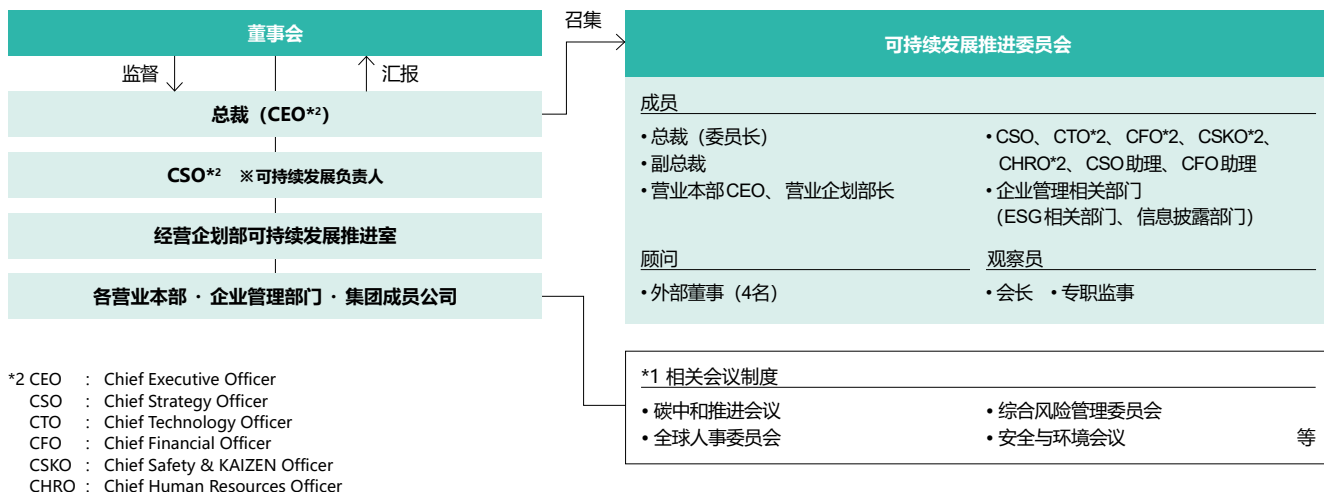 董事会
监督
汇报
总裁（CEO*2）
CSO*2 ※可持续发展负责人
经营企划部可持续发展推进室
各营业本部 · 企业管理部门 · 集团成员公司
*2 CEO : Chief Executive Officer
CSO : Chief Strategy Officer
CTO : Chief Technology Officer
CFO : Chief Financial Officer
CSKO : Chief Safety & KAIZEN Officer
CHRO : Chief Human Resources Officer
召集
可持续发展推进委员会
成员
• 总裁（委员长）
• 副总裁
• 营业本部CEO、营业企划部长
• CSO、CTO*2、CFO*2、CSKO*2、
CHRO*2、CSO助理、CFO助理
• 企业管理相关部门
（ESG相关部门、信息披露部门）
顾问
• 外部董事（4名）
观察员
• 会长 • 专职监事
*1 相关会议制度
• 碳中和推进会议
• 全球人事委员会
• 综合风险管理委员会
• 安全与环境会议 等